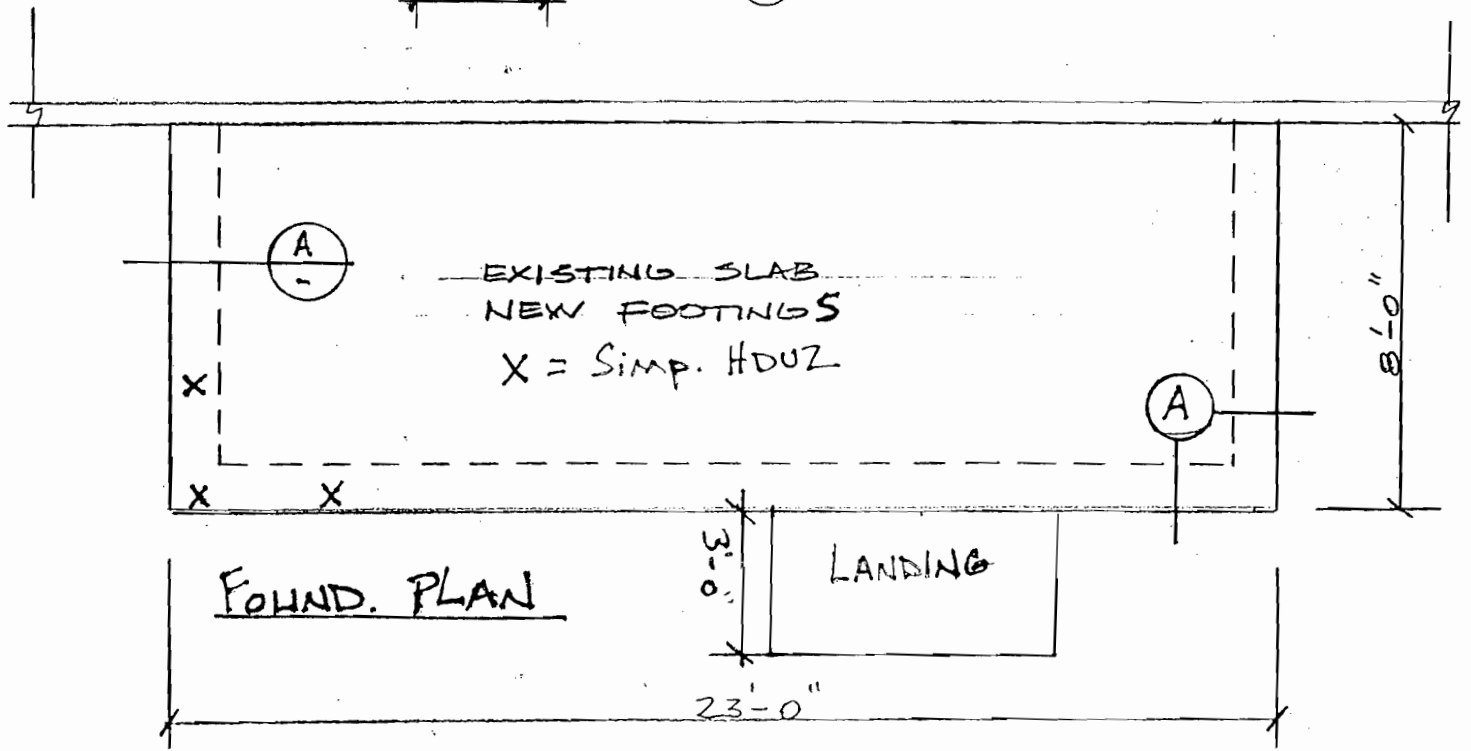 A
-
EXISTING SLAB
NEW FOOTINGS
X = Simp. HDU2
8'-0"
X
A
X X
3'-0"
LANDING
FOUND. PLAN
23'-0"